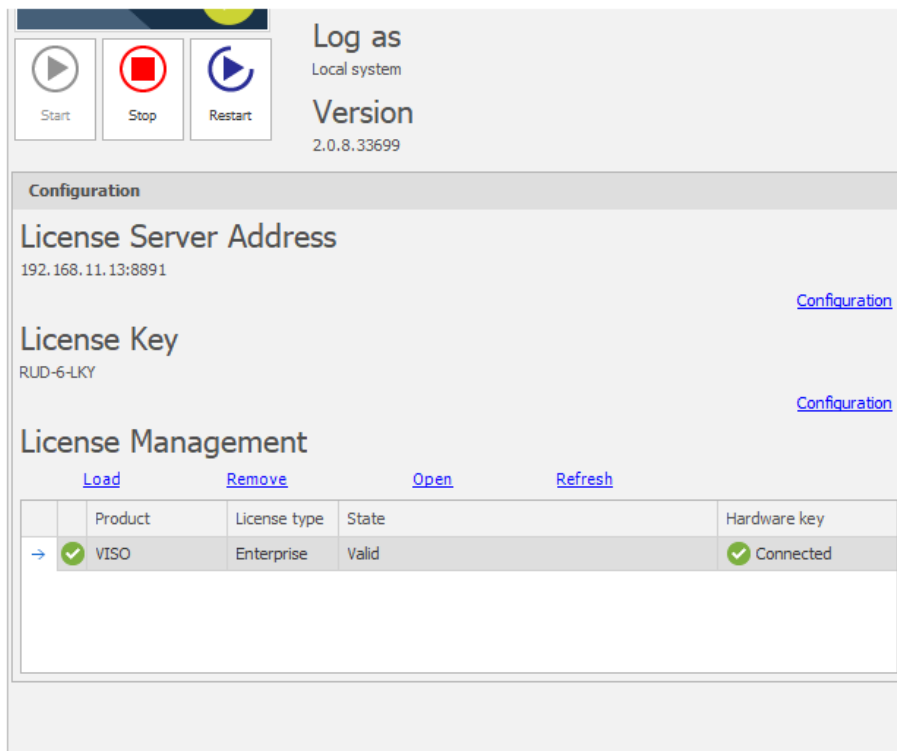 Log as
Local system
Start Stop Restart
Version
2.0.8.33699
Configuration
License Server Address
192.168.11.13:8891
Configuration
License Key
RUD-6-LKY
Configuration
License Management
Load Remove Open Refresh
Product License type State Hardware key
VISO Enterprise Valid Connected